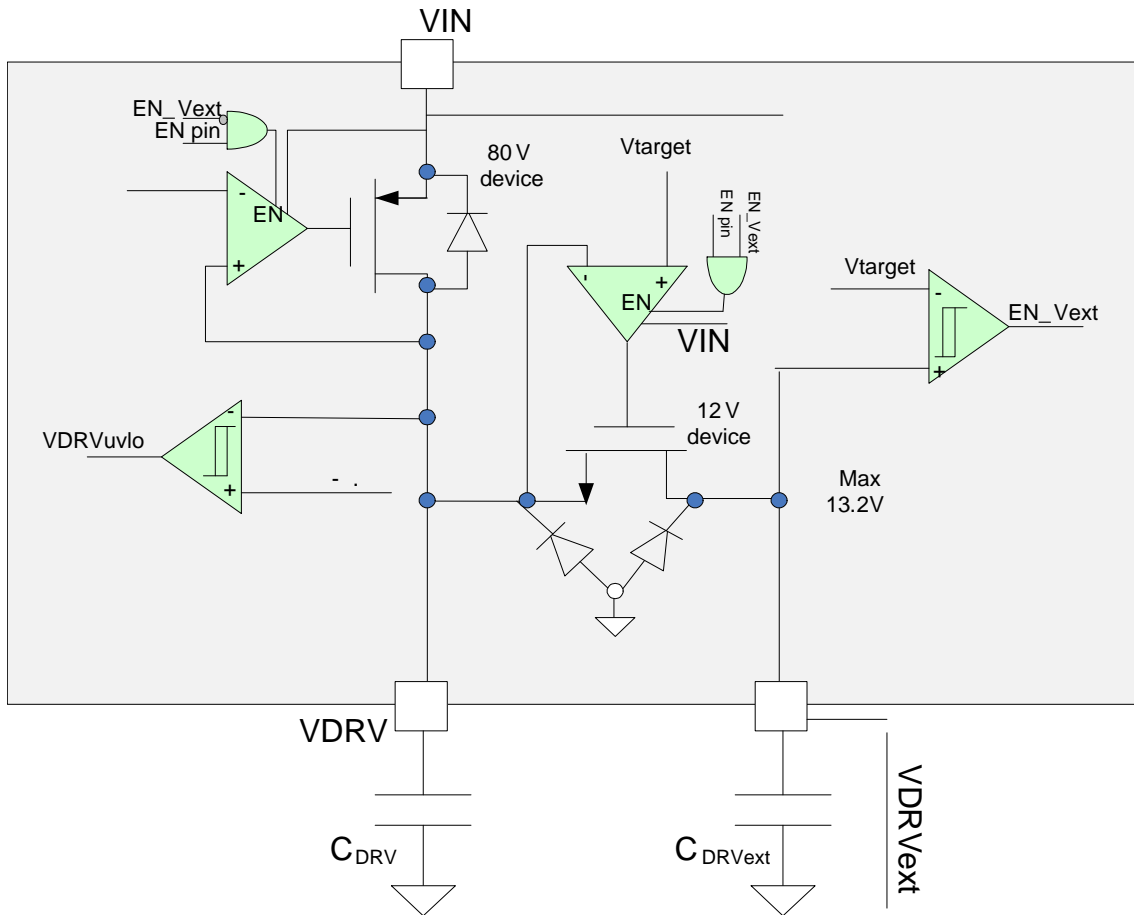 VIN
EN_Vext
EN pin
80 V
device
Vtarget
EN pin
EN_Vext
-
EN
+
-
+
EN
VIN
Vtarget
-
EN_Vext
+
12 V
device
VDRVuvlo
-
+
- .
Max
13.2V
VDRV
VDRVext
CDRV
CDRVext